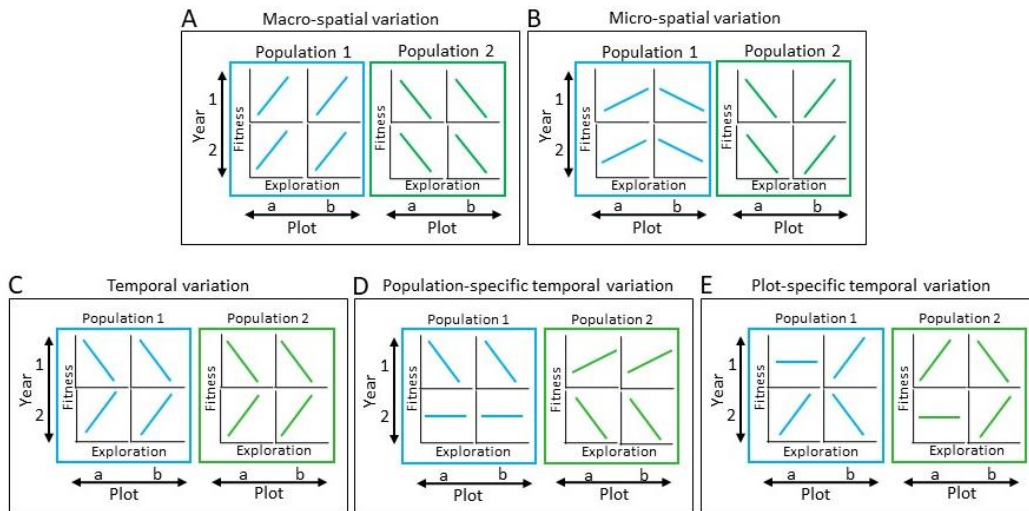 A
Macro-spatial variation
Population 1
Population 2
Year
1
2
Fitness
Fitness
Exploration
Exploration
a
b
a
b
Plot
Plot
B
Micro-spatial variation
Population 1
Population 2
Year
1
2
Fitness
Fitness
Exploration
Exploration
a
b
a
b
Plot
Plot
C
Temporal variation
Population 1
Population 2
Year
1
2
Fitness
Fitness
Exploration
Exploration
a
b
a
b
Plot
Plot
D
Population-specific temporal variation
Population 1
Population 2
Year
1
2
Fitness
Fitness
Exploration
Exploration
a
b
a
b
Plot
Plot
E
Plot-specific temporal variation
Population 1
Population 2
Year
1
2
Fitness
Fitness
Exploration
Exploration
a
b
a
b
Plot
Plot